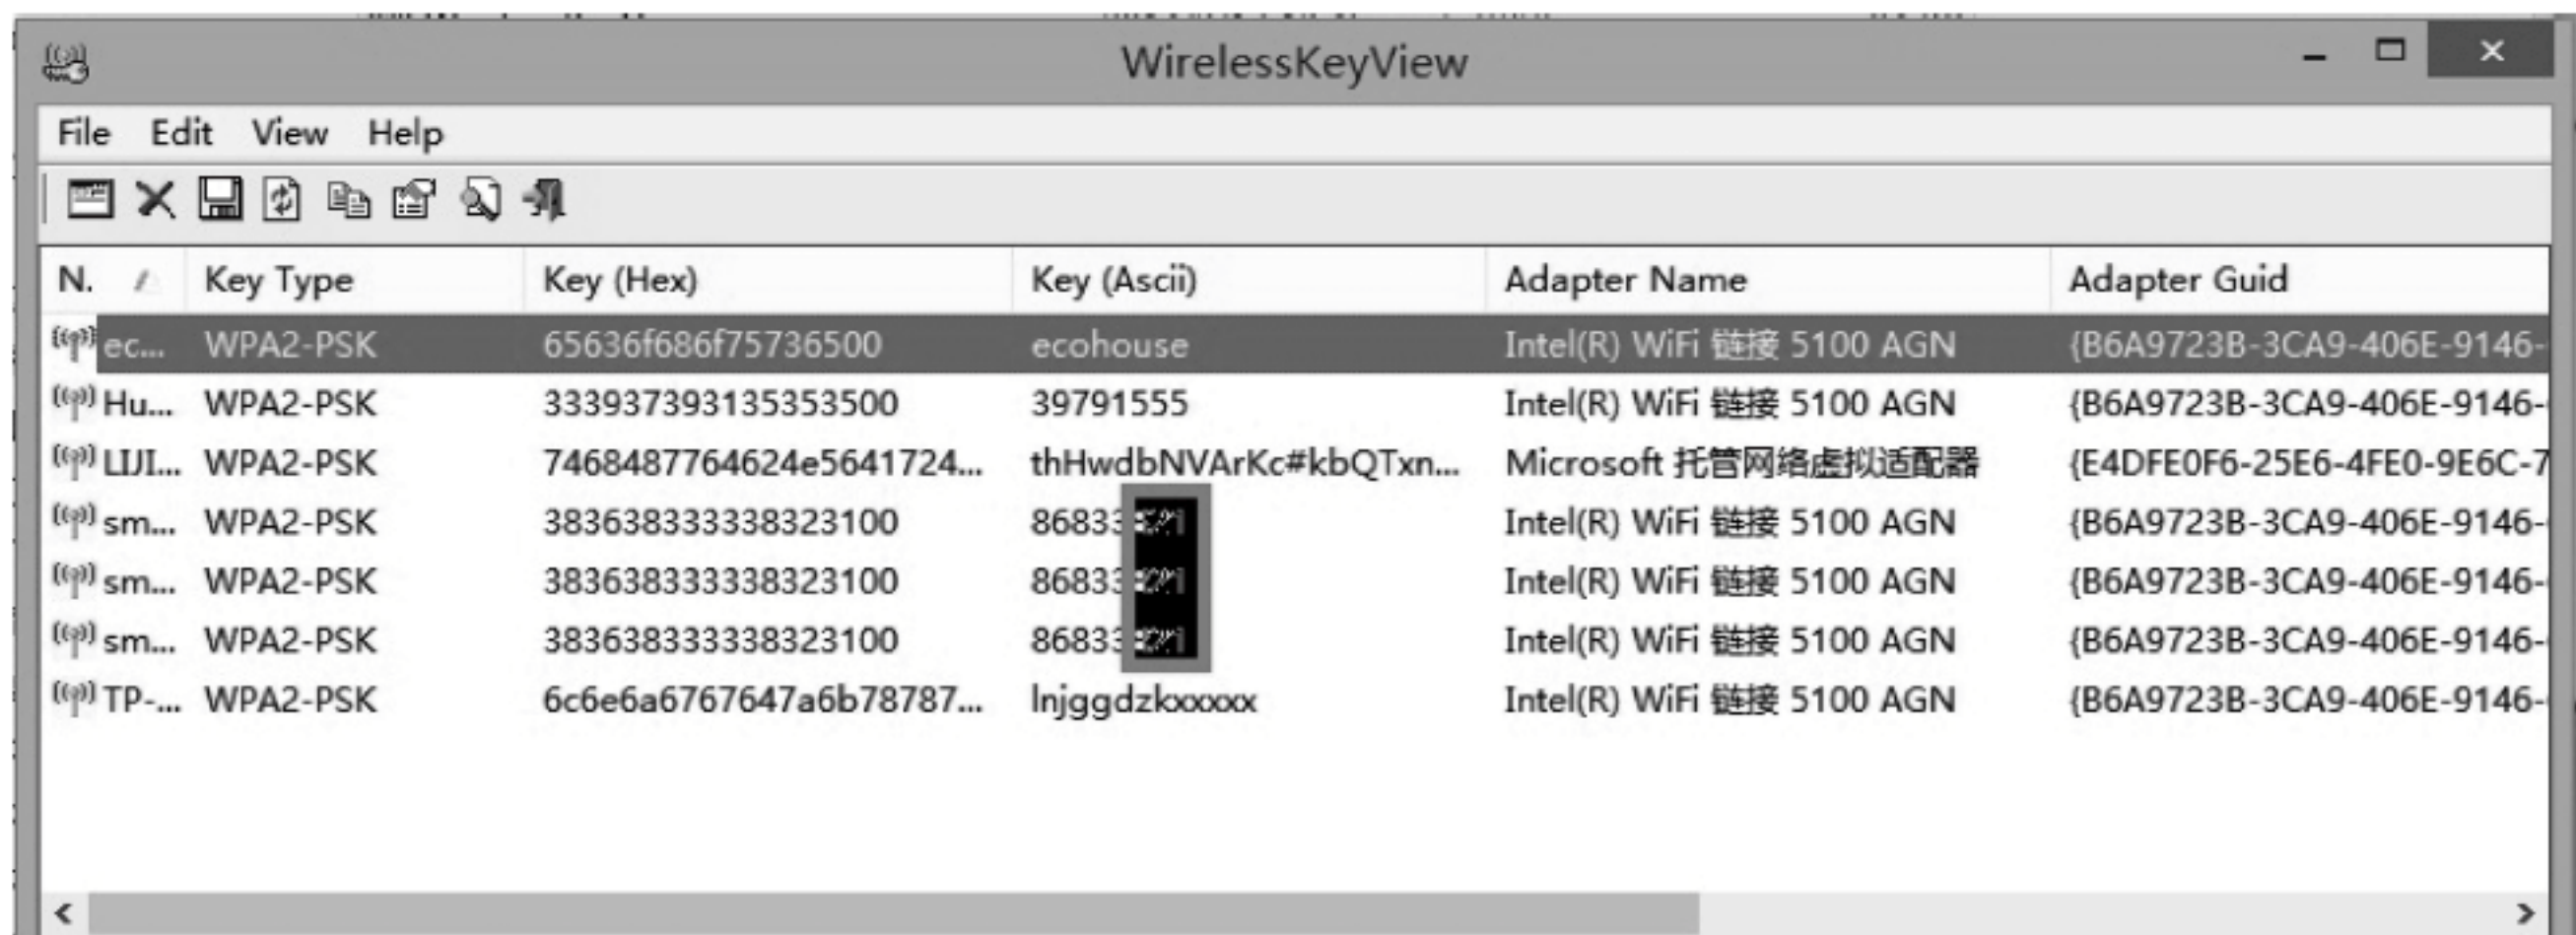 WirelessKeyView
File Edit View Help
N. Key Type Key (Hex) Key (Ascii) Adapter Name Adapter Guid
ec... WPA2-PSK 65636f686f75736500 ecohouse Intel(R) WiFi 链接 5100 AGN {B6A9723B-3CA9-406E-9146-
Hu... WPA2-PSK 333937393135353500 39791555 Intel(R) WiFi 链接 5100 AGN {B6A9723B-3CA9-406E-9146-
LIJI... WPA2-PSK 7468487764624e5641724... thHwdbNVArKc#kbQTxn... Microsoft 托管网络虚拟适配器 {E4DFE0F6-25E6-4FE0-9E6C-7
sm... WPA2-PSK 383638333338323100 86833 Intel(R) WiFi 链接 5100 AGN {B6A9723B-3CA9-406E-9146-
sm... WPA2-PSK 383638333338323100 86833 Intel(R) WiFi 链接 5100 AGN {B6A9723B-3CA9-406E-9146-
sm... WPA2-PSK 383638333338323100 86833 Intel(R) WiFi 链接 5100 AGN {B6A9723B-3CA9-406E-9146-
TP-... WPA2-PSK 6c6e6a6767647a6b78787... lnjggdzkxxxxx Intel(R) WiFi 链接 5100 AGN {B6A9723B-3CA9-406E-9146-